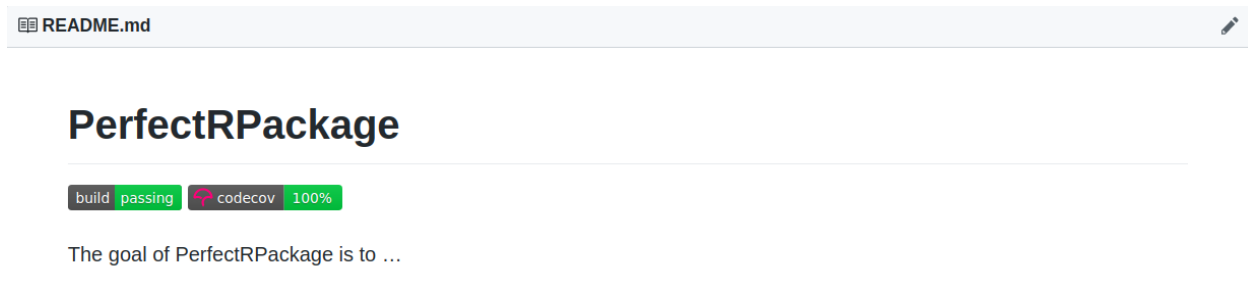 README.md
PerfectRPackage
build passing codecov 100%
The goal of PerfectRPackage is to …